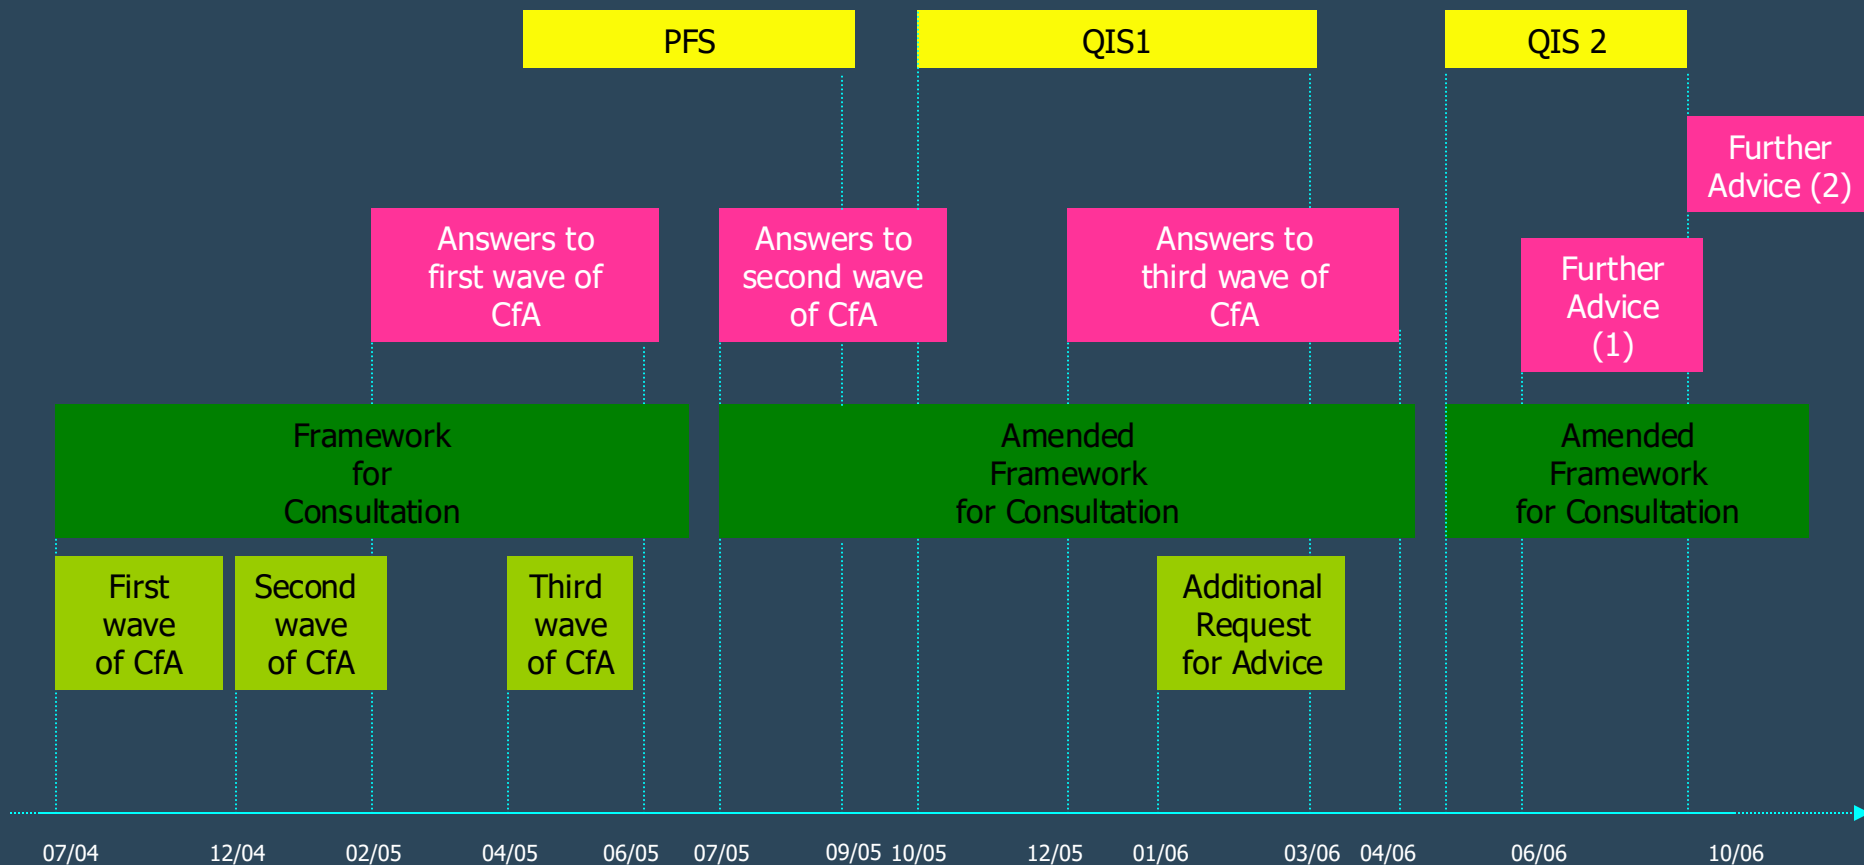 PFS
QIS1
QIS 2
Further
Advice (2)
Answers to
first wave of
CfA
Answers to
second wave
of CfA
Answers to
third wave of
CfA
Further
Advice
(1)
Framework
for
Consultation
Amended
Framework
for Consultation
Amended
Framework
for Consultation
First
wave
of CfA
Second
wave
of CfA
Third
wave
of CfA
Additional
Request
for Advice
07/04 12/04 02/05 04/05 06/05 07/05 09/05 10/05 12/05 01/06 03/06 04/06 06/06 10/06